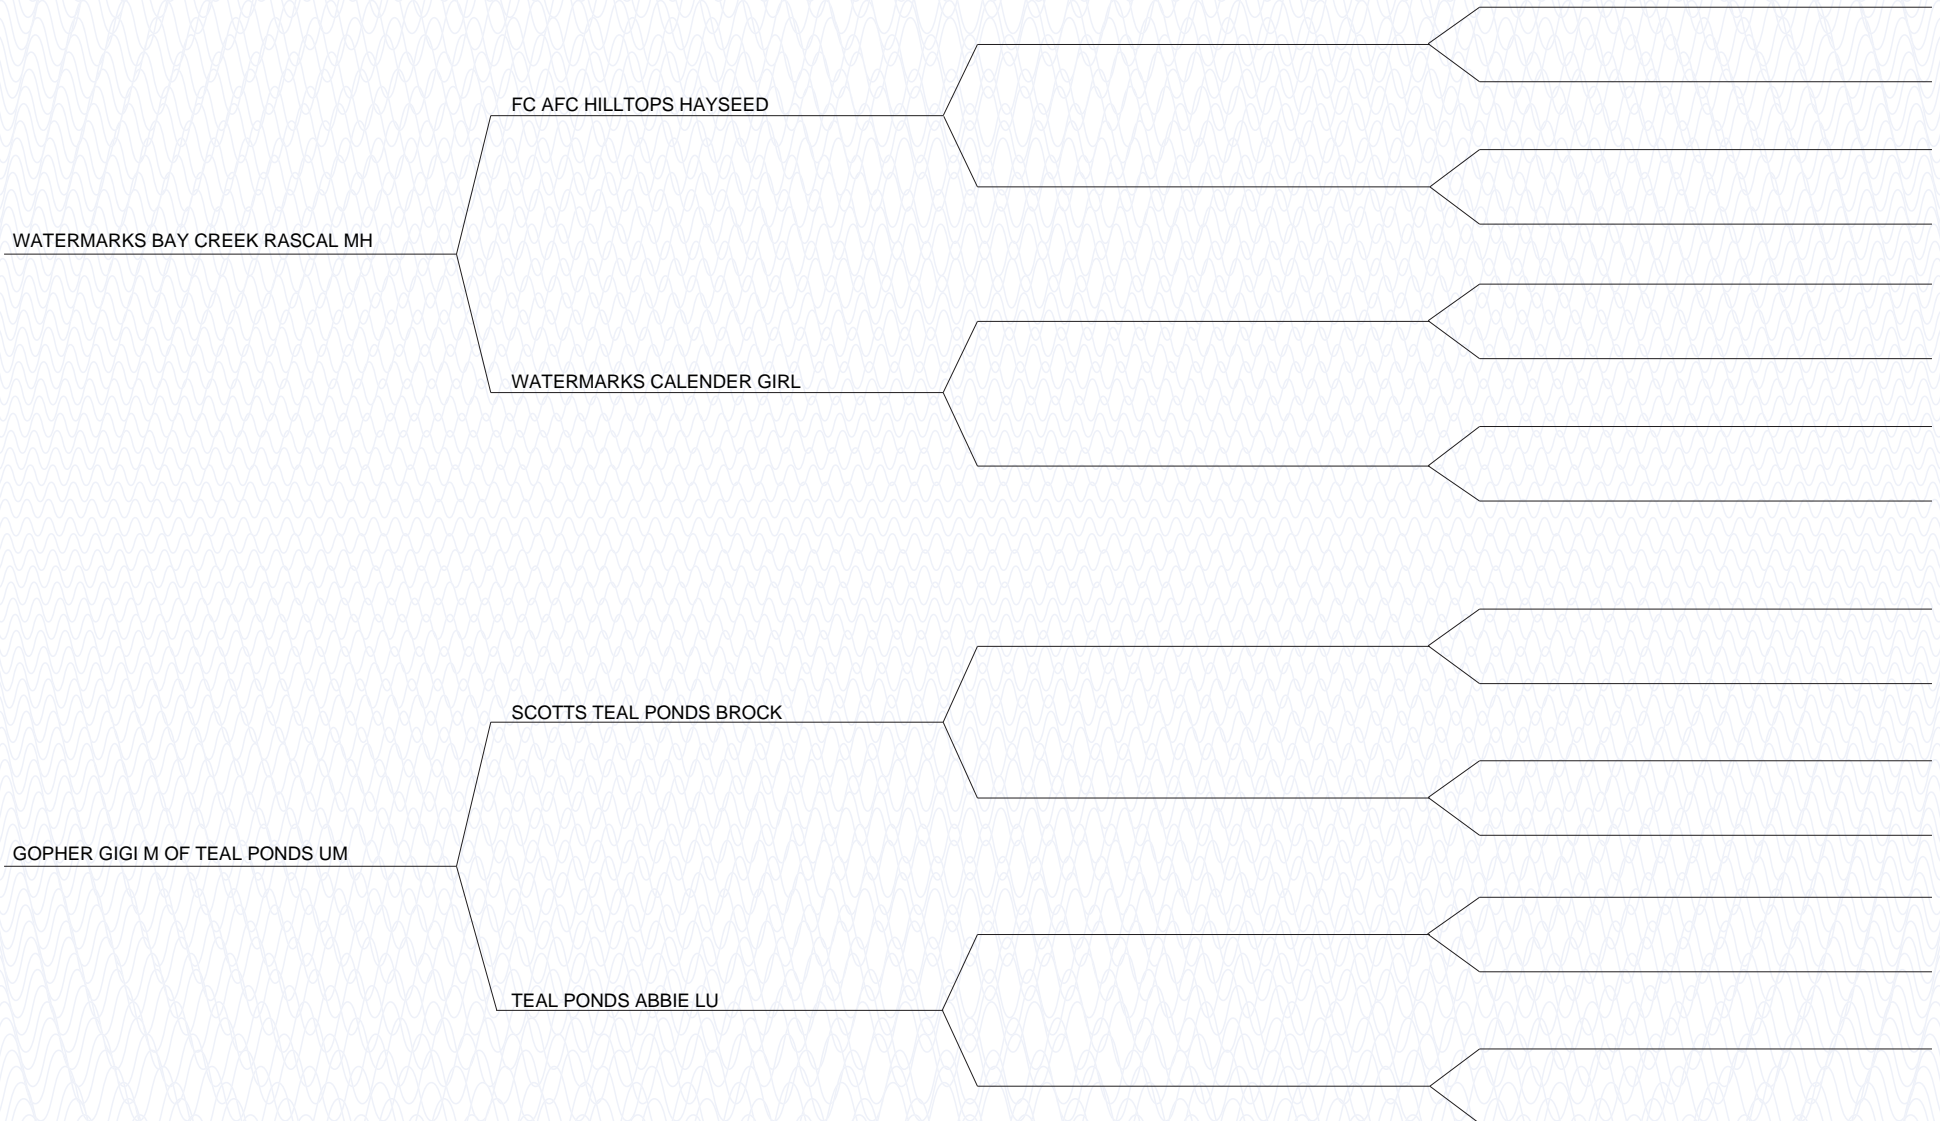 FC AFC HILLTOPS HAYSEED
WATERMARKS BAY CREEK RASCAL MH
WATERMARKS CALENDER GIRL
SCOTTS TEAL PONDS BROCK
GOPHER GIGI M OF TEAL PONDS UM
TEAL PONDS ABBIE LU